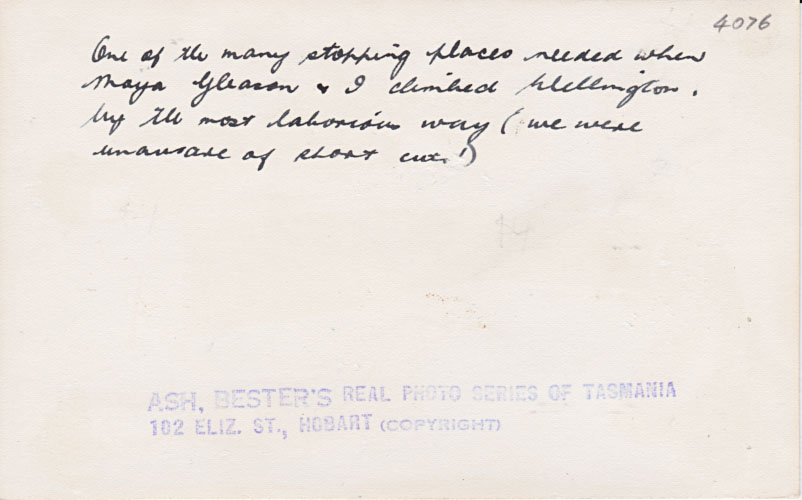 4076
One of the many stopping places needed when
Maya Gleason & I climbed Wellington,
by the most laborious way (we were
unaware of short cut!)
$4
ASH, BESTER'S REAL PHOTO SERIES OF TASMANIA
102 ELIZ. ST., HOBART (COPYRIGHT)